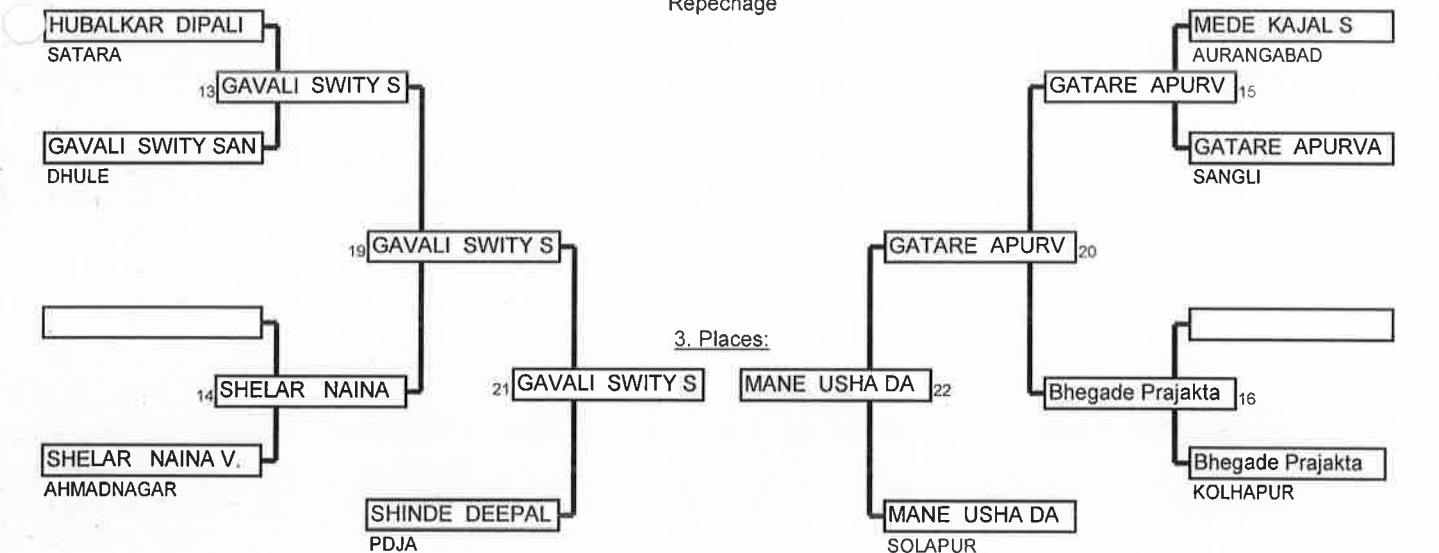 Repechage
HUBALKAR DIPALI
SATARA
13 GAVALI SWITY S
GAVALI SWITY SAN
DHULE
19 GAVALI SWITY S
14 SHELAR NAINA
SHELAR NAINA V.
AHMADNAGAR
21 GAVALI SWITY S
SHINDE DEEPAL
PDJA
3. Places:
MEDE KAJAL S
AURANGABAD
GATARE APURV 15
GATARE APURVA
SANGLI
GATARE APURV 20
MANE USHA DA 22
Bhegade Prajakta 16
Bhegade Prajakta
KOLHAPUR
MANE USHA DA
SOLAPUR